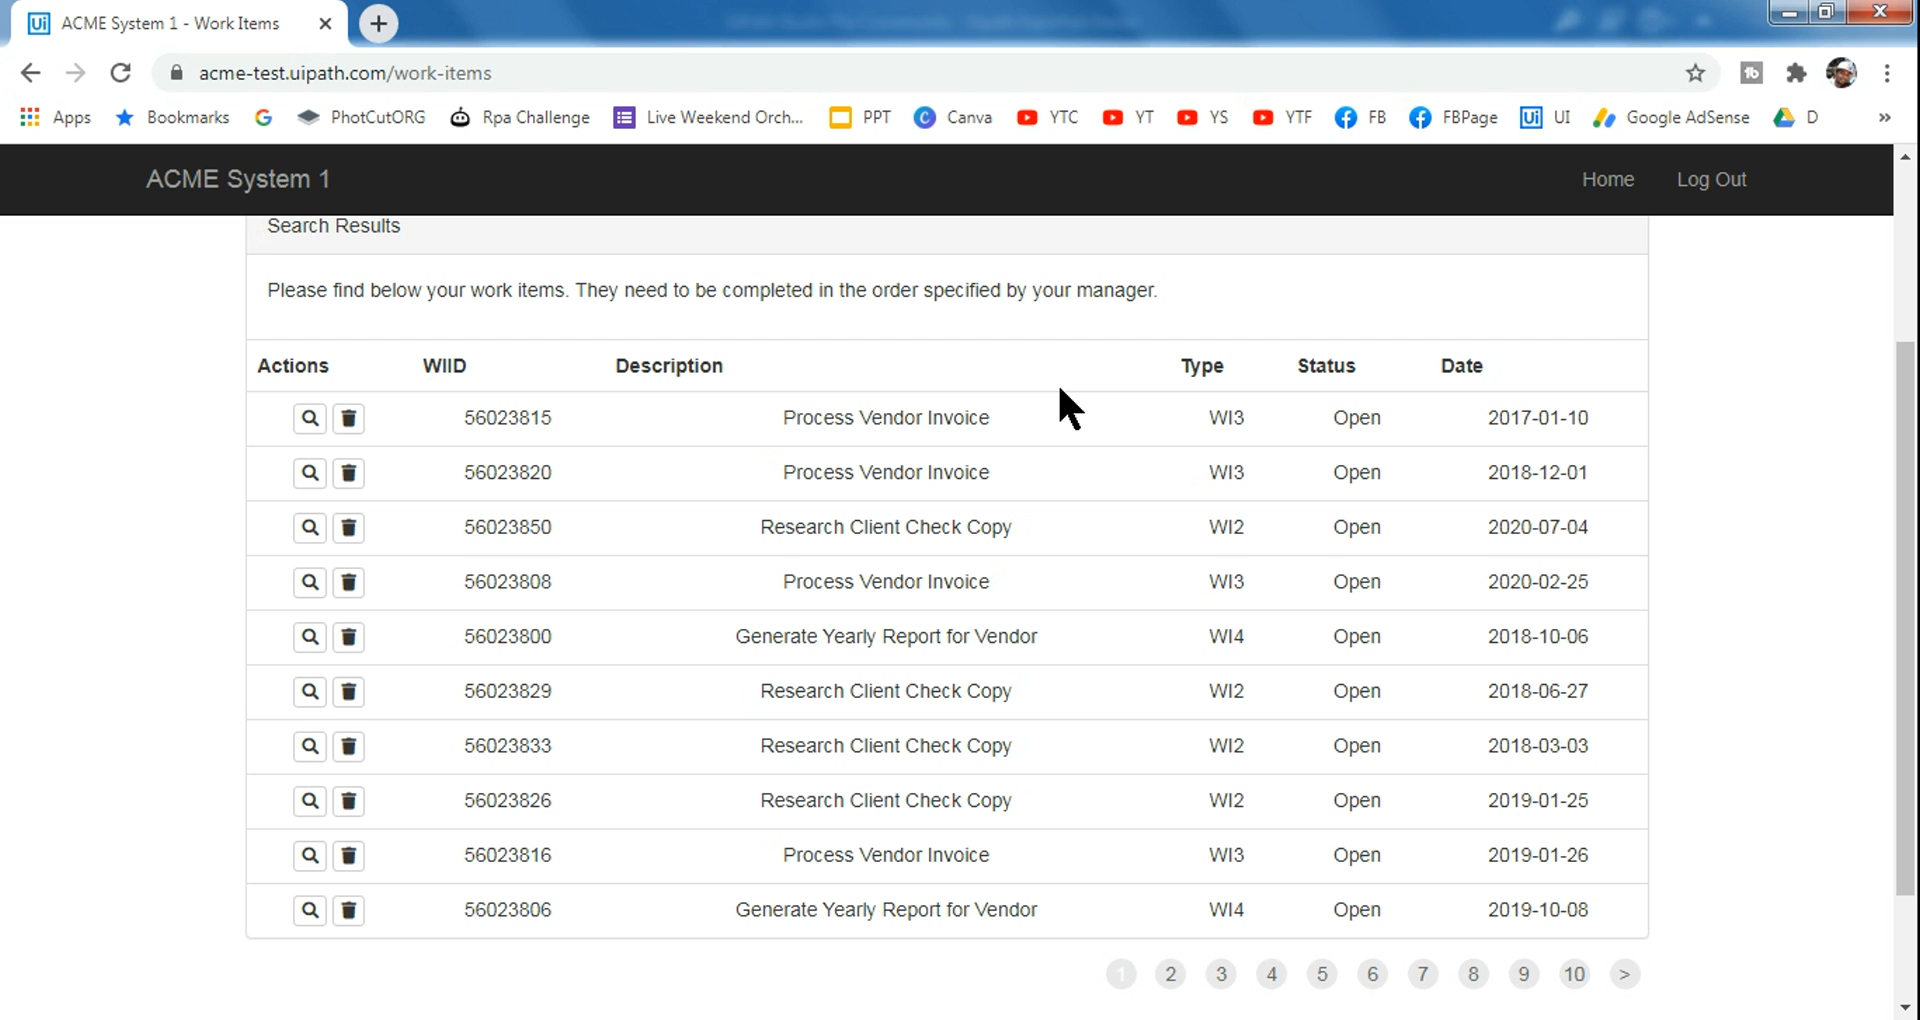 ACME System 1 - Work Items
acme-test.uipath.com/work-items
Apps Bookmarks PhotCutORG Rpa Challenge Live Weekend Orch... PPT Canva YTC YT YS YTF FB FBPage UI Google AdSense D »
ACME System 1 Home Log Out
Search Results
Please find below your work items. They need to be completed in the order specified by your manager.
Actions WIID Description Type Status Date
56023815 Process Vendor Invoice WI3 Open 2017-01-10
56023820 Process Vendor Invoice WI3 Open 2018-12-01
56023850 Research Client Check Copy WI2 Open 2020-07-04
56023808 Process Vendor Invoice WI3 Open 2020-02-25
56023800 Generate Yearly Report for Vendor WI4 Open 2018-10-06
56023829 Research Client Check Copy WI2 Open 2018-06-27
56023833 Research Client Check Copy WI2 Open 2018-03-03
56023826 Research Client Check Copy WI2 Open 2019-01-25
56023816 Process Vendor Invoice WI3 Open 2019-01-26
56023806 Generate Yearly Report for Vendor WI4 Open 2019-10-08
1 2 3 4 5 6 7 8 9 10 >